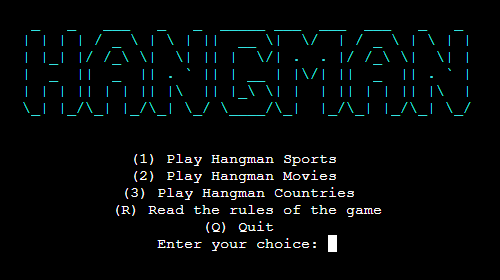 HANGMAN
(1) Play Hangman Sports
(2) Play Hangman Movies
(3) Play Hangman Countries
(R) Read the rules of the game
(Q) Quit
Enter your choice: